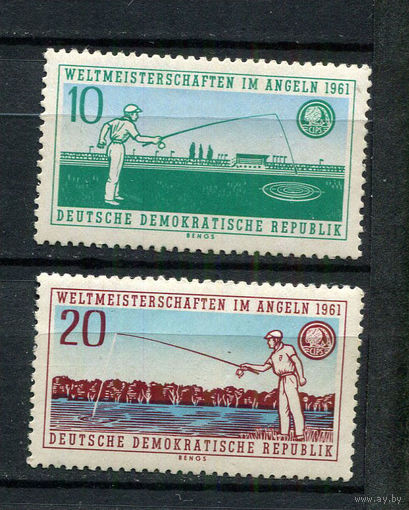 WELTMEISTERSCHAFTEN IM ANGELN 1961
10
CIPS
DEUTSCHE DEMOKRATISCHE REPUBLIK
BENGS
WELTMEISTERSCHAFTEN IM ANGELN 1961
20
CIPS
DEUTSCHE DEMOKRATISCHE REPUBLIK
BENGS
www.ay.by